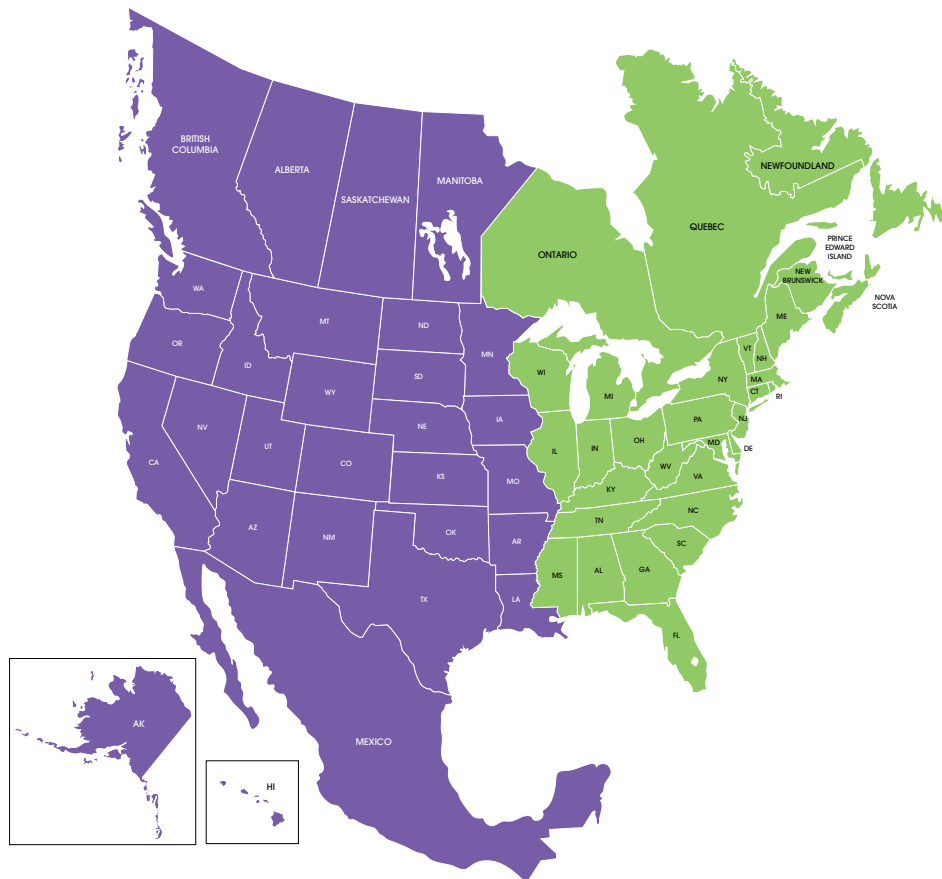 BRITISH
COLUMBIA
ALBERTA
SASKATCHEWAN
MANITOBA
ONTARIO
QUEBEC
NEWFOUNDLAND
PRINCE
EDWARD
ISLAND
NEW
BRUNSWICK
NOVA
SCOTIA
WA
MT
ND
MN
OR
ID
WY
SD
WI
MI
NY
VT
NH
ME
MA
CT
RI
NV
UT
CO
NE
IA
IL
IN
OH
PA
NJ
MD
DE
CA
KS
MO
KY
WV
VA
AZ
NM
OK
AR
TN
NC
SC
TX
LA
MS
AL
GA
FL
MEXICO
AK
HI